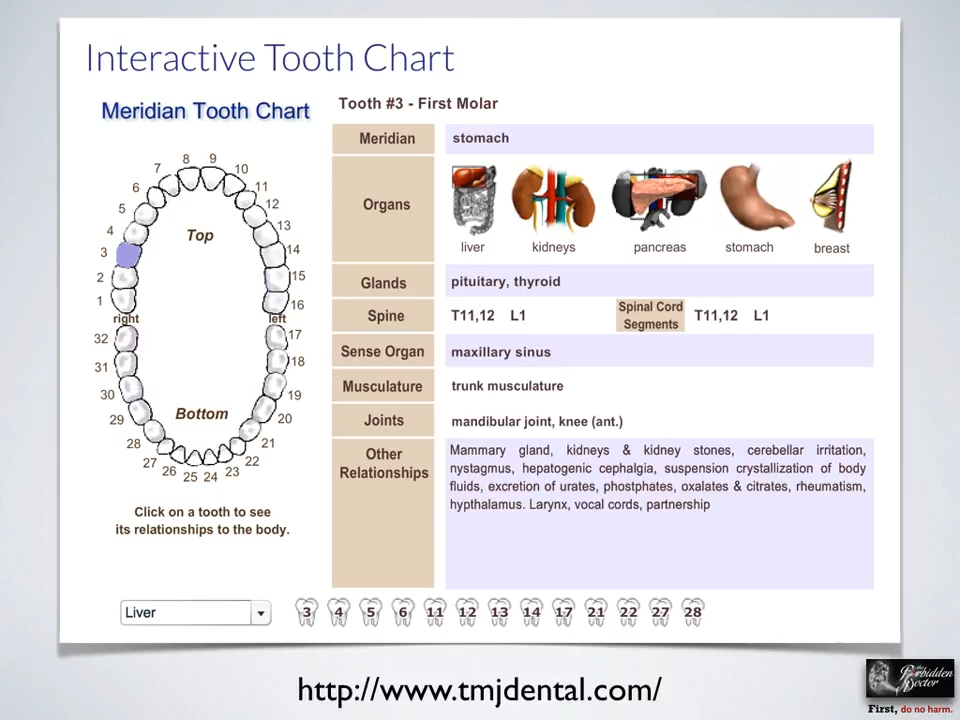 Interactive Tooth Chart
Meridian Tooth Chart
Tooth #3 - First Molar
Meridian
stomach
Organs
liver
kidneys
pancreas
stomach
breast
Glands
pituitary, thyroid
Spine
T11,12 L1
Spinal Cord
Segments
T11,12 L1
Sense Organ
maxillary sinus
Musculature
trunk musculature
Joints
mandibular joint, knee (ant.)
Other
Relationships
Mammary gland, kidneys & kidney stones, cerebellar irritation,
nystagmus, hepatogenic cephalgia, suspension crystallization of body
fluids, excretion of urates, phostphates, oxalates & citrates, rheumatism,
hypthalamus. Larynx, vocal cords, partnership
8 9
7 10
6 11
5 12
4 13
Top
3 14
2 15
1 16
right left
32 17
31 18
30 19
Bottom
29 20
28 21
27 22
26 25 24 23
Click on a tooth to see
its relationships to the body.
Liver
3 4 5 6 11 12 13 14 17 21 22 27 28
http://www.tmjdental.com/
the
Forbidden
Doctor
First, do no harm.